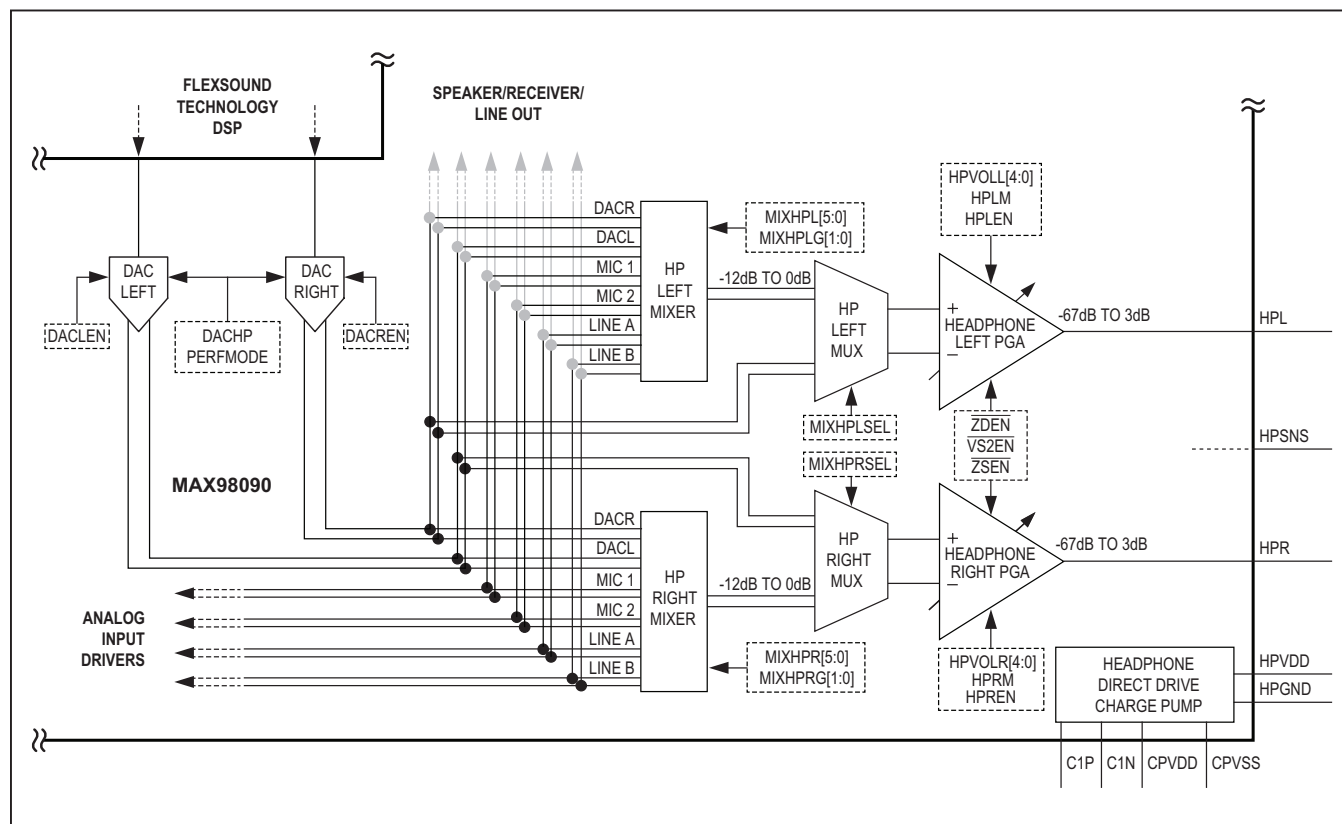 FLEXSOUND
TECHNOLOGY
DSP
SPEAKER/RECEIVER/
LINE OUT
DAC
LEFT
DAC
RIGHT
DACLEN
DACHP
PERFMODE
DACREN
MAX98090
DACR
DACL
MIC 1
MIC 2
LINE A
LINE B
HP
LEFT
MIXER
MIXHPL[5:0]
MIXHPLG[1:0]
-12dB TO 0dB
HP
LEFT
MUX
MIXHPLSEL
HPVOLL[4:0]
HPLM
HPLEN
+
HEADPHONE
LEFT PGA
−
-67dB TO 3dB
HPL
ZDEN
VS2EN
ZSEN
HPSNS
MIXHPRSEL
DACR
DACL
MIC 1
MIC 2
LINE A
LINE B
HP
RIGHT
MIXER
-12dB TO 0dB
MIXHPR[5:0]
MIXHPRG[1:0]
HP
RIGHT
MUX
+
HEADPHONE
RIGHT PGA
−
-67dB TO 3dB
HPR
HPVOLR[4:0]
HPRM
HPREN
ANALOG
INPUT
DRIVERS
HEADPHONE
DIRECT DRIVE
CHARGE PUMP
HPVDD
HPGND
C1P
C1N
CPVDD
CPVSS